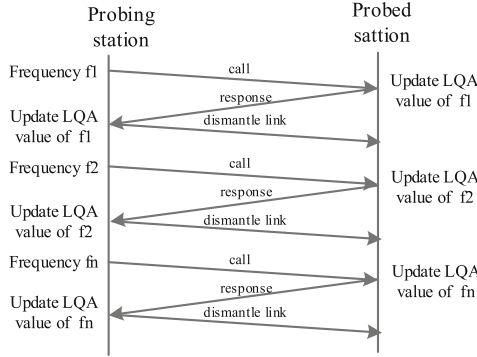 Probing
station
Probed
sattion
Frequency f1
call
Update LQA
value of f1
response
Update LQA
value of f1
dismantle link
Frequency f2
call
Update LQA
value of f2
response
Update LQA
value of f2
dismantle link
Frequency fn
call
Update LQA
value of fn
response
Update LQA
value of fn
dismantle link